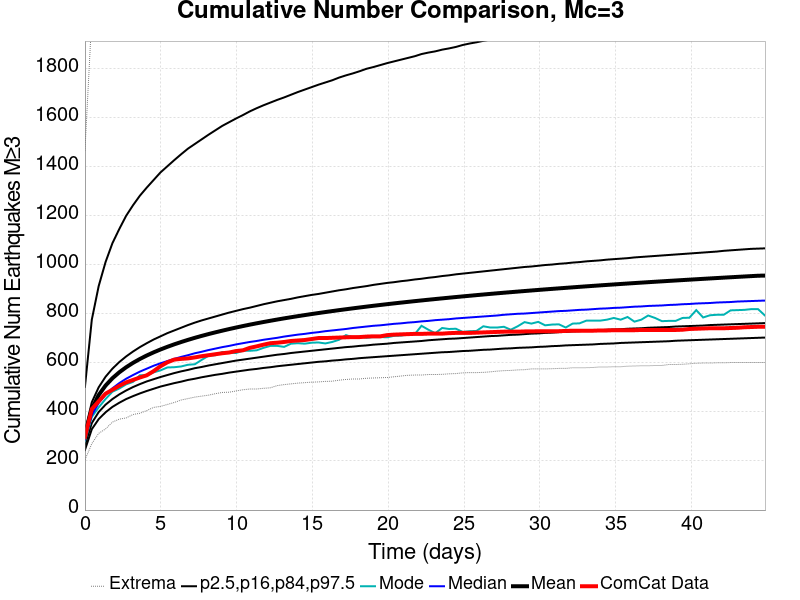 Cumulative Number Comparison, Mc=3
Cumulative Num Earthquakes M≥3
1800
1600
1400
1200
1000
800
600
400
200
0
0 5 10 15 20 25 30 35 40
Time (days)
Extrema p2.5,p16,p84,p97.5 Mode Median Mean ComCat Data